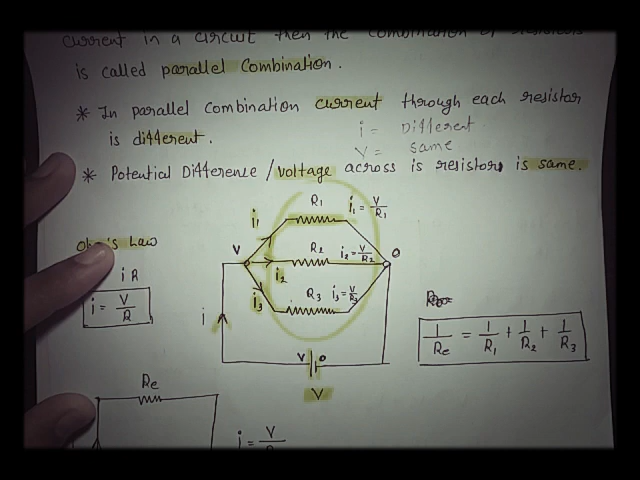 current in a circuit then the combination of resistors
is called parallel Combination.
* In parallel Combination current through each resistor
is different.
i = Different
V = same
* Potential Difference / voltage across is resistors is same.
R1
i1 = V/R1
i1
Ohm's Law
V
R2
i2 = V/R2
0
i2
i R
i = V/R
i3
R3
i3 = V/R3
i
1/Re = 1/R1 + 1/R2 + 1/R3
V 0
V
Re
i = V/